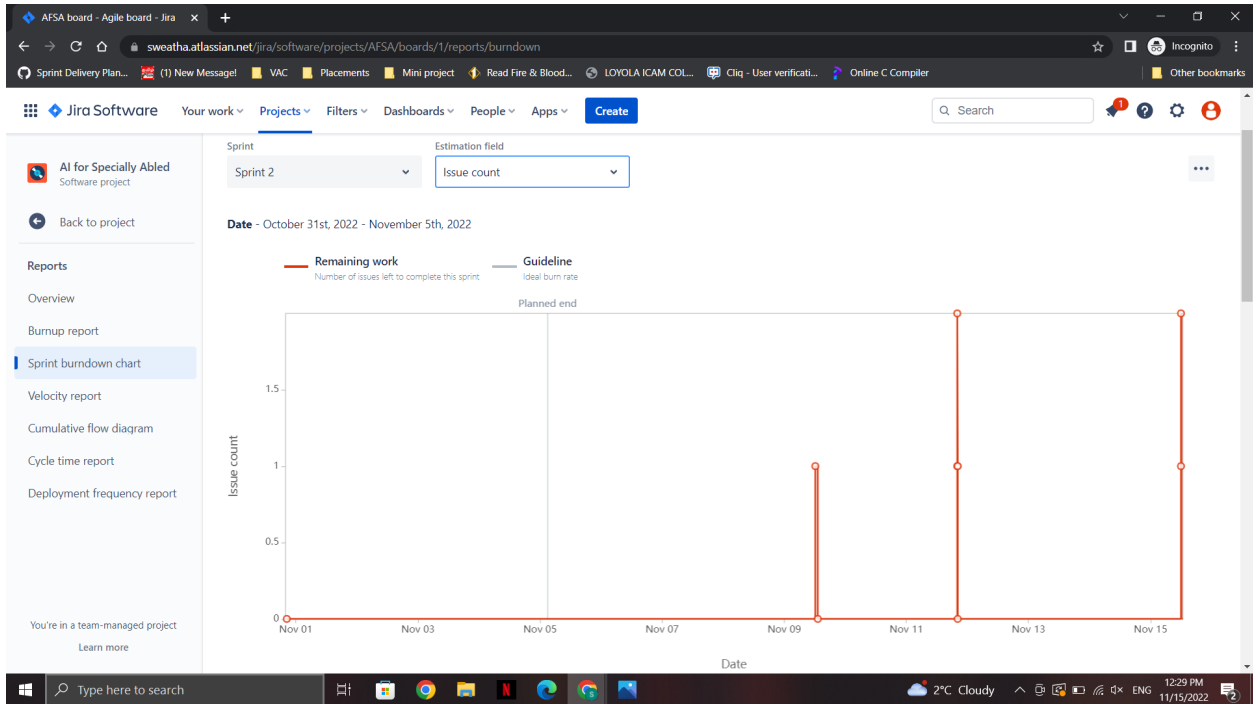 AFSA board - Agile board - Jira
sweatha.atlassian.net/jira/software/projects/AFSA/boards/1/reports/burndown
Incognito
Sprint Delivery Plan...
(1) New Message!
VAC
Placements
Mini project
Read Fire & Blood...
LOYOLA ICAM COL...
Cliq - User verificati...
Online C Compiler
Other bookmarks
Jira Software
Your work
Projects
Filters
Dashboards
People
Apps
Create
Search
1
AI for Specially Abled
Software project
Back to project
Reports
Overview
Burnup report
Sprint burndown chart
Velocity report
Cumulative flow diagram
Cycle time report
Deployment frequency report
You're in a team-managed project
Learn more
Sprint
Sprint 2
Estimation field
Issue count
Date - October 31st, 2022 - November 5th, 2022
Remaining work
Number of issues left to complete this sprint
Guideline
Ideal burn rate
Planned end
Issue count
1.5
1
0.5
0
Nov 01
Nov 03
Nov 05
Nov 07
Nov 09
Nov 11
Nov 13
Nov 15
Date
Type here to search
2°C Cloudy
ENG
12:29 PM
11/15/2022
2